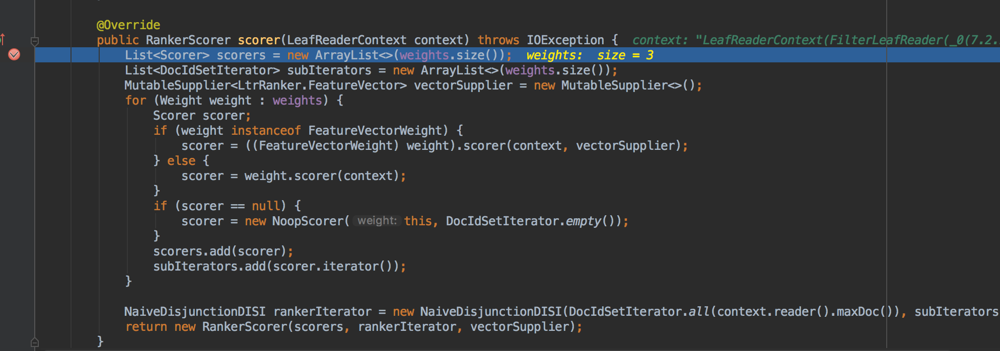 @Override
public RankerScorer scorer(LeafReaderContext context) throws IOException {  context: "LeafReaderContext(FilterLeafReader(_0(7.2.
List<Scorer> scorers = new ArrayList<>(weights.size());  weights:  size = 3
List<DocIdSetIterator> subIterators = new ArrayList<>(weights.size());
MutableSupplier<LtrRanker.FeatureVector> vectorSupplier = new MutableSupplier<>();
for (Weight weight : weights) {
Scorer scorer;
if (weight instanceof FeatureVectorWeight) {
scorer = ((FeatureVectorWeight) weight).scorer(context, vectorSupplier);
} else {
scorer = weight.scorer(context);
}
if (scorer == null) {
scorer = new NoopScorer( weight: this, DocIdSetIterator.empty());
}
scorers.add(scorer);
subIterators.add(scorer.iterator());
}
NaiveDisjunctionDISI rankerIterator = new NaiveDisjunctionDISI(DocIdSetIterator.all(context.reader().maxDoc()), subIterators
return new RankerScorer(scorers, rankerIterator, vectorSupplier);
}